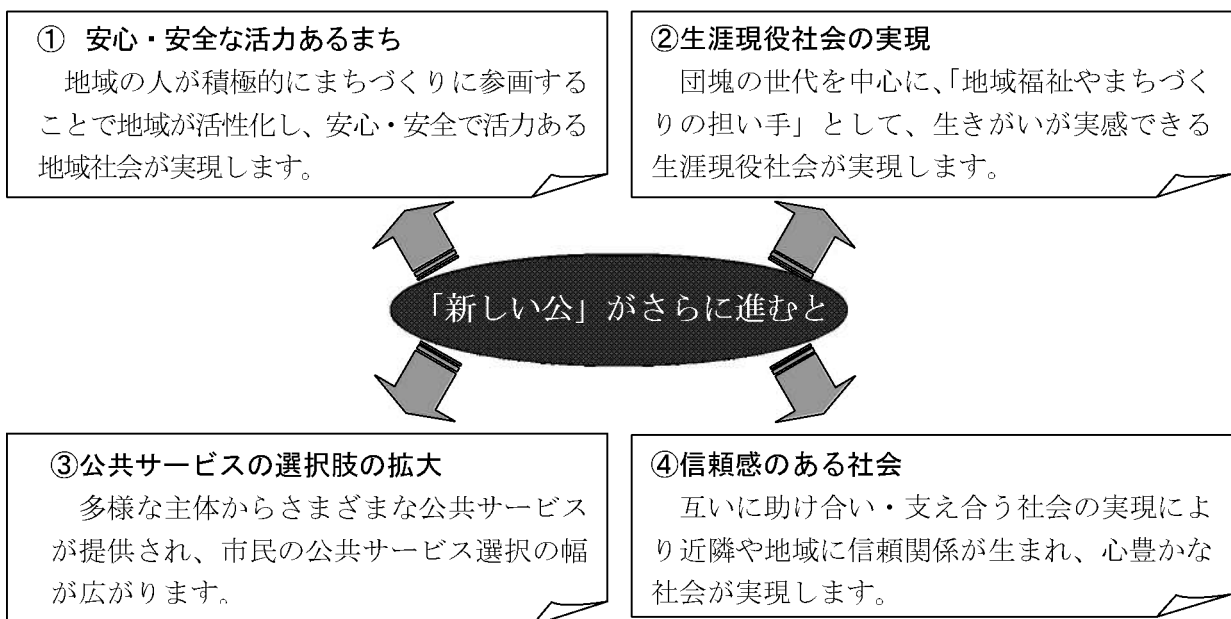 ① 安心・安全な活力あるまち
地域の人が積極的にまちづくりに参画する
ことで地域が活性化し、安心・安全で活力ある
地域社会が実現します。
②生涯現役社会の実現
団塊の世代を中心に、「地域福祉やまちづく
りの担い手」として、生きがいが実感できる
生涯現役社会が実現します。
「新しい公」がさらに進むと
③公共サービスの選択肢の拡大
多様な主体からさまざまな公共サービス
が提供され、市民の公共サービス選択の幅
が広がります。
④信頼感のある社会
互いに助け合い・支え合う社会の実現によ
り近隣や地域に信頼関係が生まれ、心豊かな
社会が実現します。